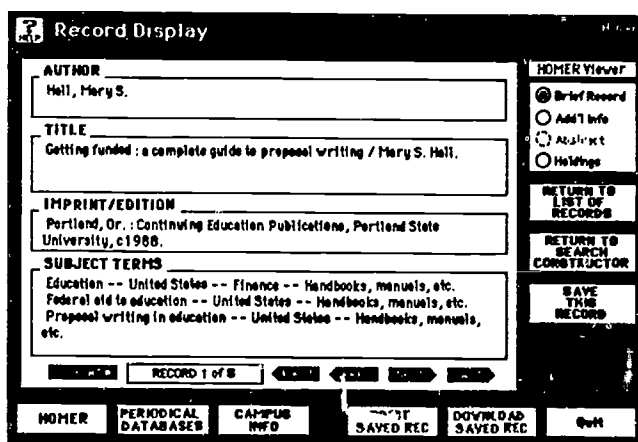 ?
HELP
Record Display
HOMER Viewer
AUTHOR
Hall, Mary S.
TITLE
Getting funded : a complete guide to proposal writing / Mary S. Hall.
IMPRINT/EDITION
Portland, Or. : Continuing Education Publications, Portland State
University, c1988.
SUBJECT TERMS
Education -- United States -- Finance -- Handbooks, manuals, etc.
Federal aid to education -- United States -- Handbooks, manuals, etc.
Proposal writing in education -- United States -- Handbooks, manuals,
etc.
Brief Record
Add'l Info
Abstract
Holdings
RETURN TO
LIST OF
RECORDS
RETURN TO
SEARCH
CONSTRUCTOR
SAVE
THIS
RECORD
RECORD 1 of 8
HOMER
PERIODICAL
DATABASES
CAMPUS
INFO
SAVED REC
DOWNLOAD
SAVED REC
Quit